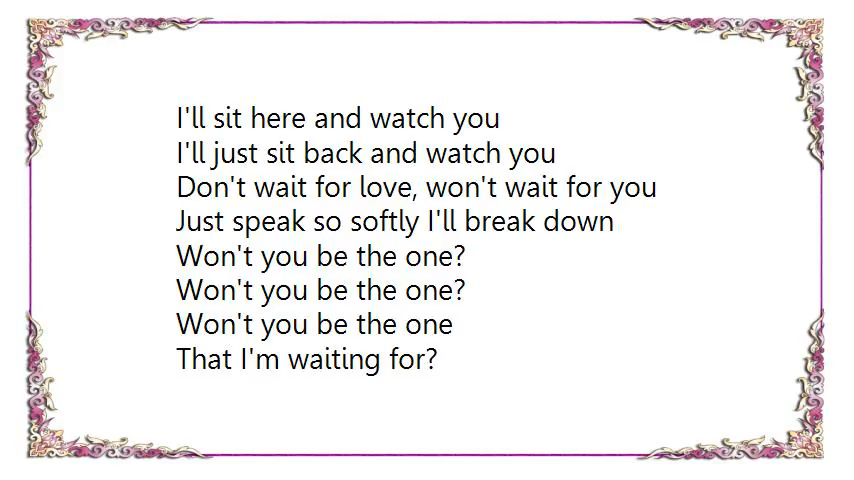 I'll sit here and watch you
I'll just sit back and watch you
Don't wait for love, won't wait for you
Just speak so softly I'll break down
Won't you be the one?
Won't you be the one?
Won't you be the one
That I'm waiting for?